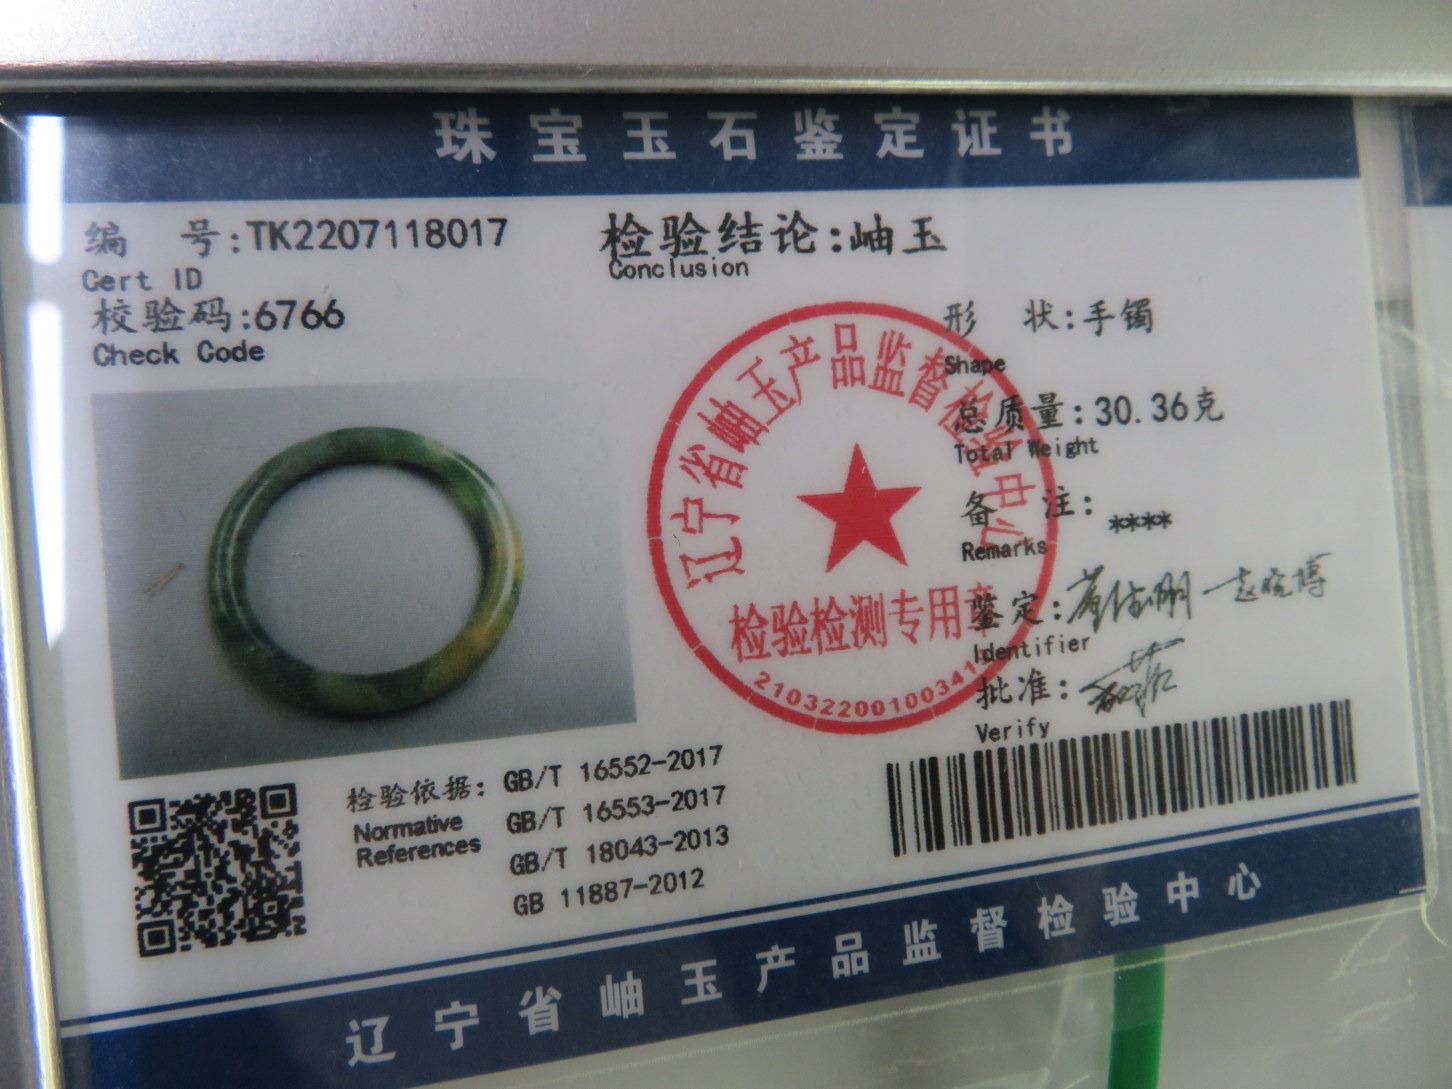 珠宝玉石鉴定证书
编 号:TK2207118017
Cert ID
校验码:6766
Check Code
检验结论:岫玉
Conclusion
形 状:手镯
Shape
总质量:30.36克
Total Weight
备 注:****
Remarks
鉴定:
Identifier
批准:
Verify
辽宁省岫玉产品监督检验中心
检验检测专用章
检验依据:
Normative
References
GB/T 16552-2017
GB/T 16553-2017
GB/T 18043-2013
GB 11887-2012
辽宁省岫玉产品监督检验中心